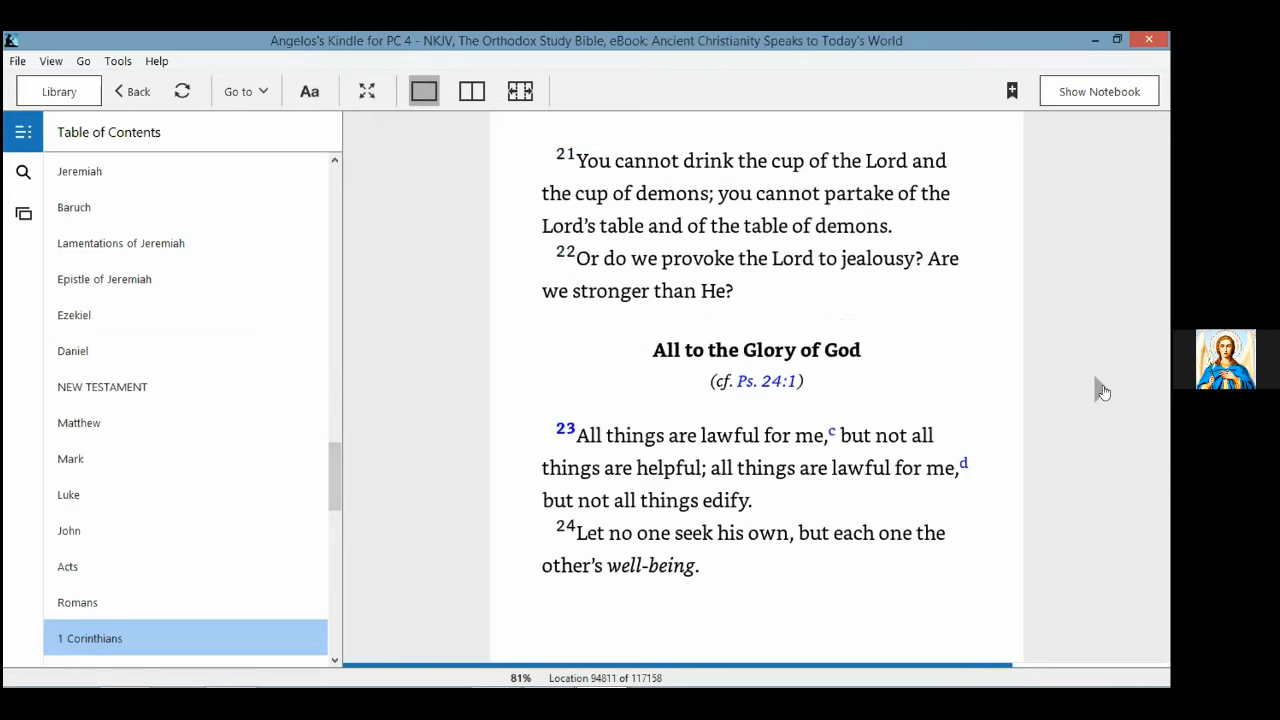 Angelos's Kindle for PC 4 - NKJV, The Orthodox Study Bible, eBook: Ancient Christianity Speaks to Today's World
File View Go Tools Help
Library Back Go to Aa Show Notebook
Table of Contents
Jeremiah
Baruch
Lamentations of Jeremiah
Epistle of Jeremiah
Ezekiel
Daniel
NEW TESTAMENT
Matthew
Mark
Luke
John
Acts
Romans
1 Corinthians
21You cannot drink the cup of the Lord and
the cup of demons; you cannot partake of the
Lord’s table and of the table of demons.
22Or do we provoke the Lord to jealousy? Are
we stronger than He?
All to the Glory of God
(cf. Ps. 24:1)
23All things are lawful for me,c but not all
things are helpful; all things are lawful for me,d
but not all things edify.
24Let no one seek his own, but each one the
other’s well-being.
81% Location 94811 of 117158